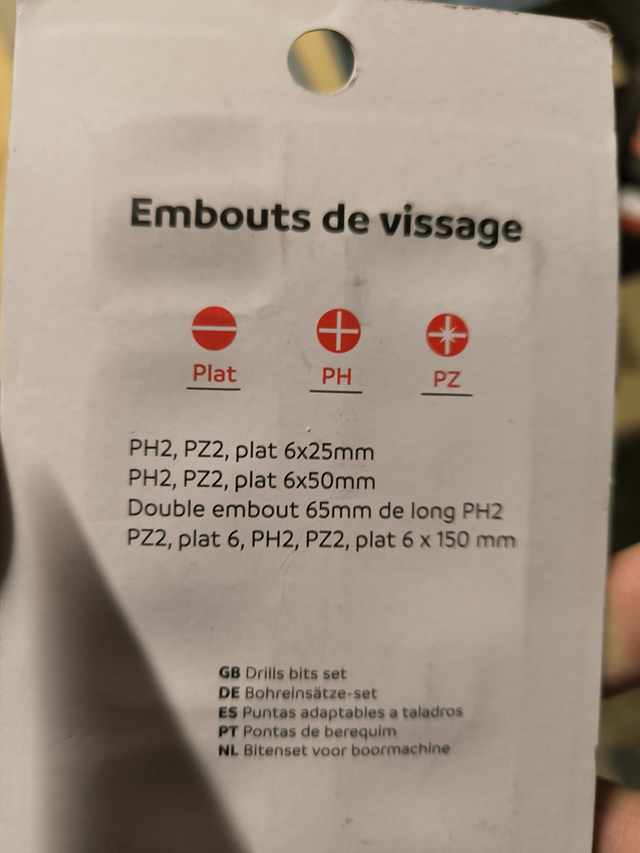 Embouts de vissage
Plat PH PZ
PH2, PZ2, plat 6x25mm
PH2, PZ2, plat 6x50mm
Double embout 65mm de long PH2
PZ2, plat 6, PH2, PZ2, plat 6 x 150 mm
GB Drills bits set
DE Bohreinsätze-set
ES Puntas adaptables a taladros
PT Pontas de berequim
NL Bitenset voor boormachine